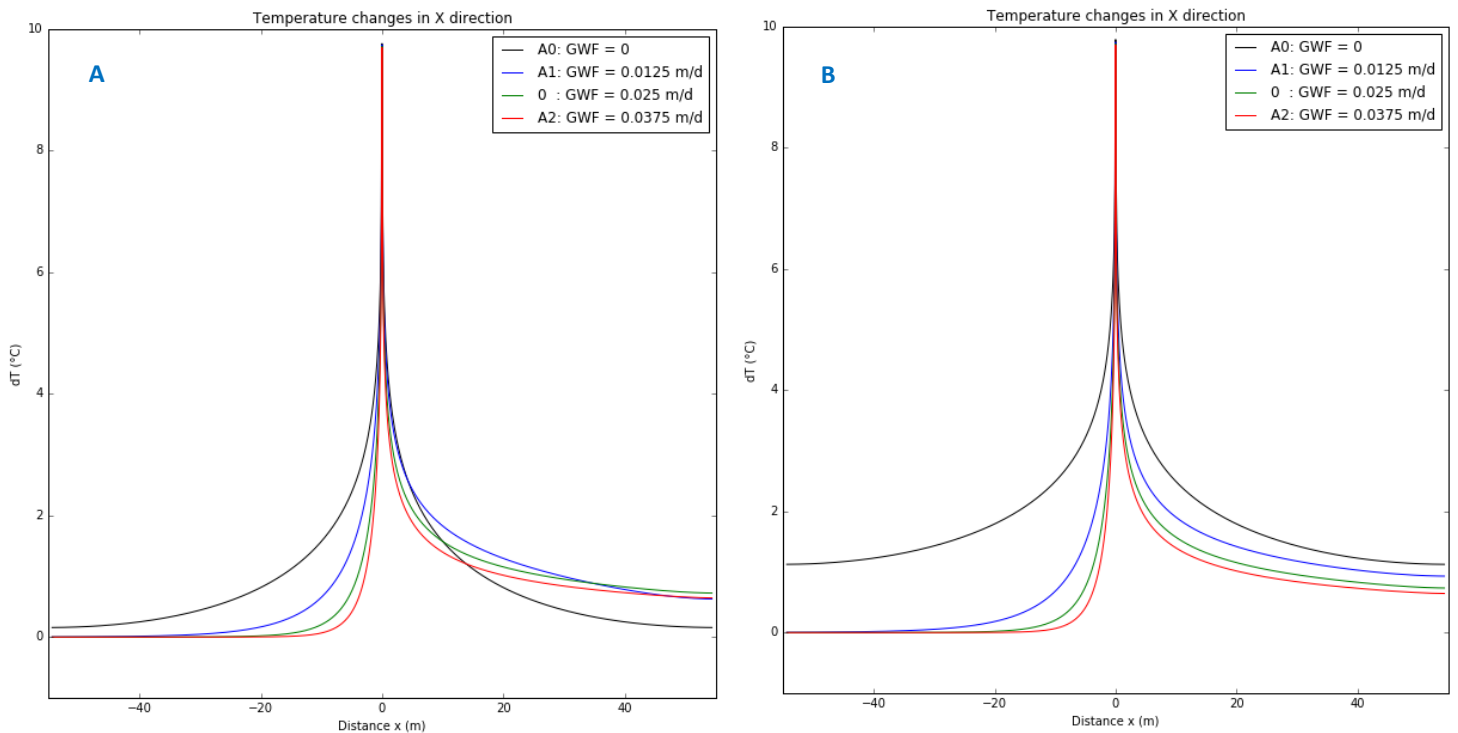 Temperature changes in X direction
A
A0: GWF = 0
A1: GWF = 0.0125 m/d
0 : GWF = 0.025 m/d
A2: GWF = 0.0375 m/d
dT (°C)
10
8
6
4
2
0
−40 −20 0 20 40
Distance x (m)
Temperature changes in X direction
B
A0: GWF = 0
A1: GWF = 0.0125 m/d
0 : GWF = 0.025 m/d
A2: GWF = 0.0375 m/d
dT (°C)
10
8
6
4
2
0
−40 −20 0 20 40
Distance x (m)